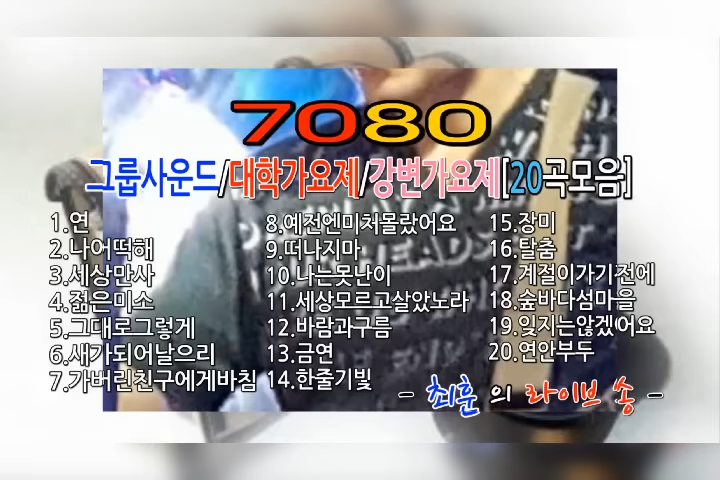 7080
그룹사운드/대학가요제/강변가요제[20곡모음]
1.연
2.나어떡해
3.세상만사
4.젊은미소
5.그대로그렇게
6.새가되어날으리
7.가버린친구에게바침
8.예전엔미처몰랐어요
9.떠나지마
10.나는못난이
11.세상모르고살았노라
12.바람과구름
13.금연
14.한줄기빛
15.장미
16.탈춤
17.계절이가기전에
18.숲바다섬마을
19.잊지는않겠어요
20.연안부두
- 최훈 의 라이브 송 -